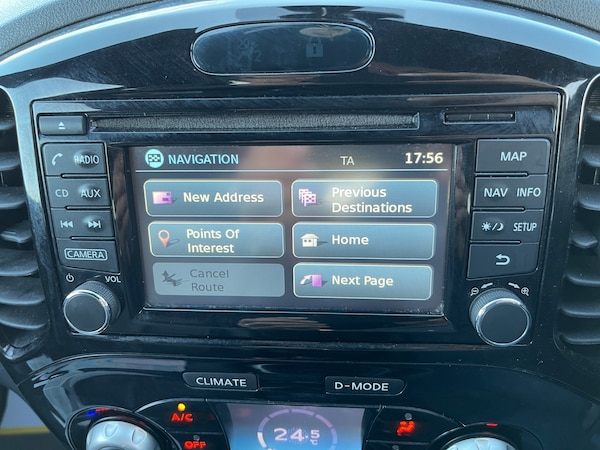 NAVIGATION TA 17:56
New Address
Previous
Destinations
Points Of
Interest
Home
Cancel
Route
Next Page
RADIO
CD AUX
CAMERA
VOL
MAP
NAV INFO
SETUP
CLIMATE
D-MODE
A/C
OFF
24.5
°C